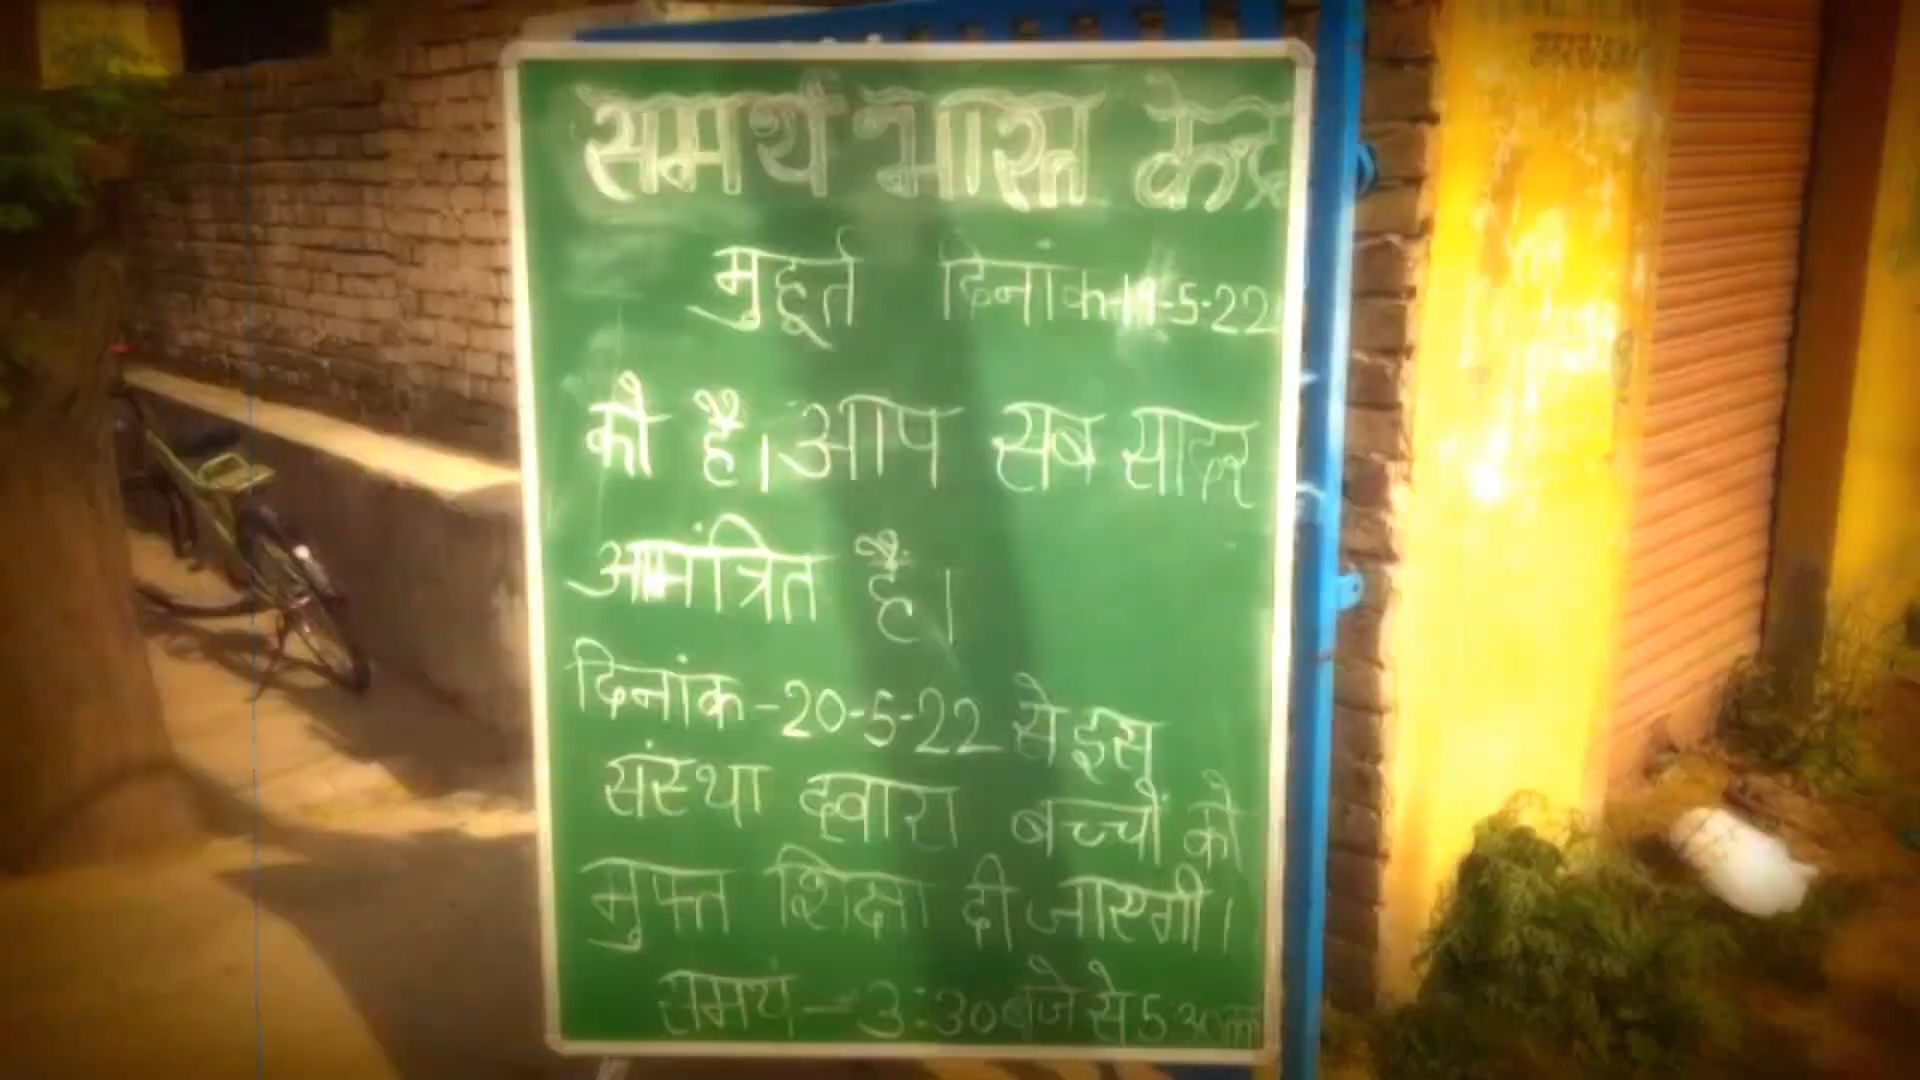 समर्थ भारत केन्द्र
मुहूर्त दिनांक-19-5-22
को है। आप सब सादर
आमंत्रित है।
दिनांक-20-5-22 से इस
संस्था द्वारा बच्चों को
मुफ्त शिक्षा दी जाएगी।
समय - 3:30 बजे से 5:30